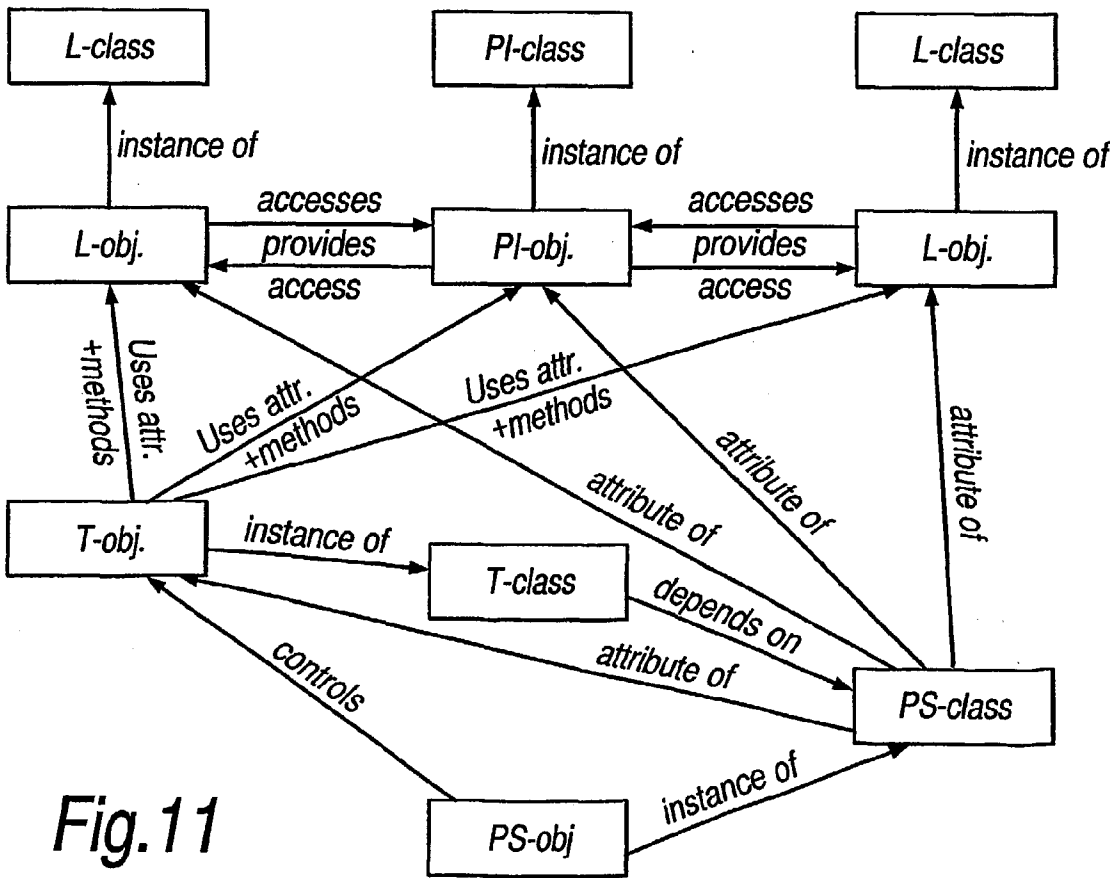 L-class
PI-class
L-class
instance of
instance of
instance of
accesses
accesses
L-obj.
provides
PI-obj.
provides
L-obj.
access
access
Uses attr.
+methods
Uses attr.
+methods
Uses attr.
+methods
attribute of
attribute of
attribute of
T-obj.
instance of
T-class
depends on
controls
attribute of
PS-class
instance of
PS-obj
Fig.11